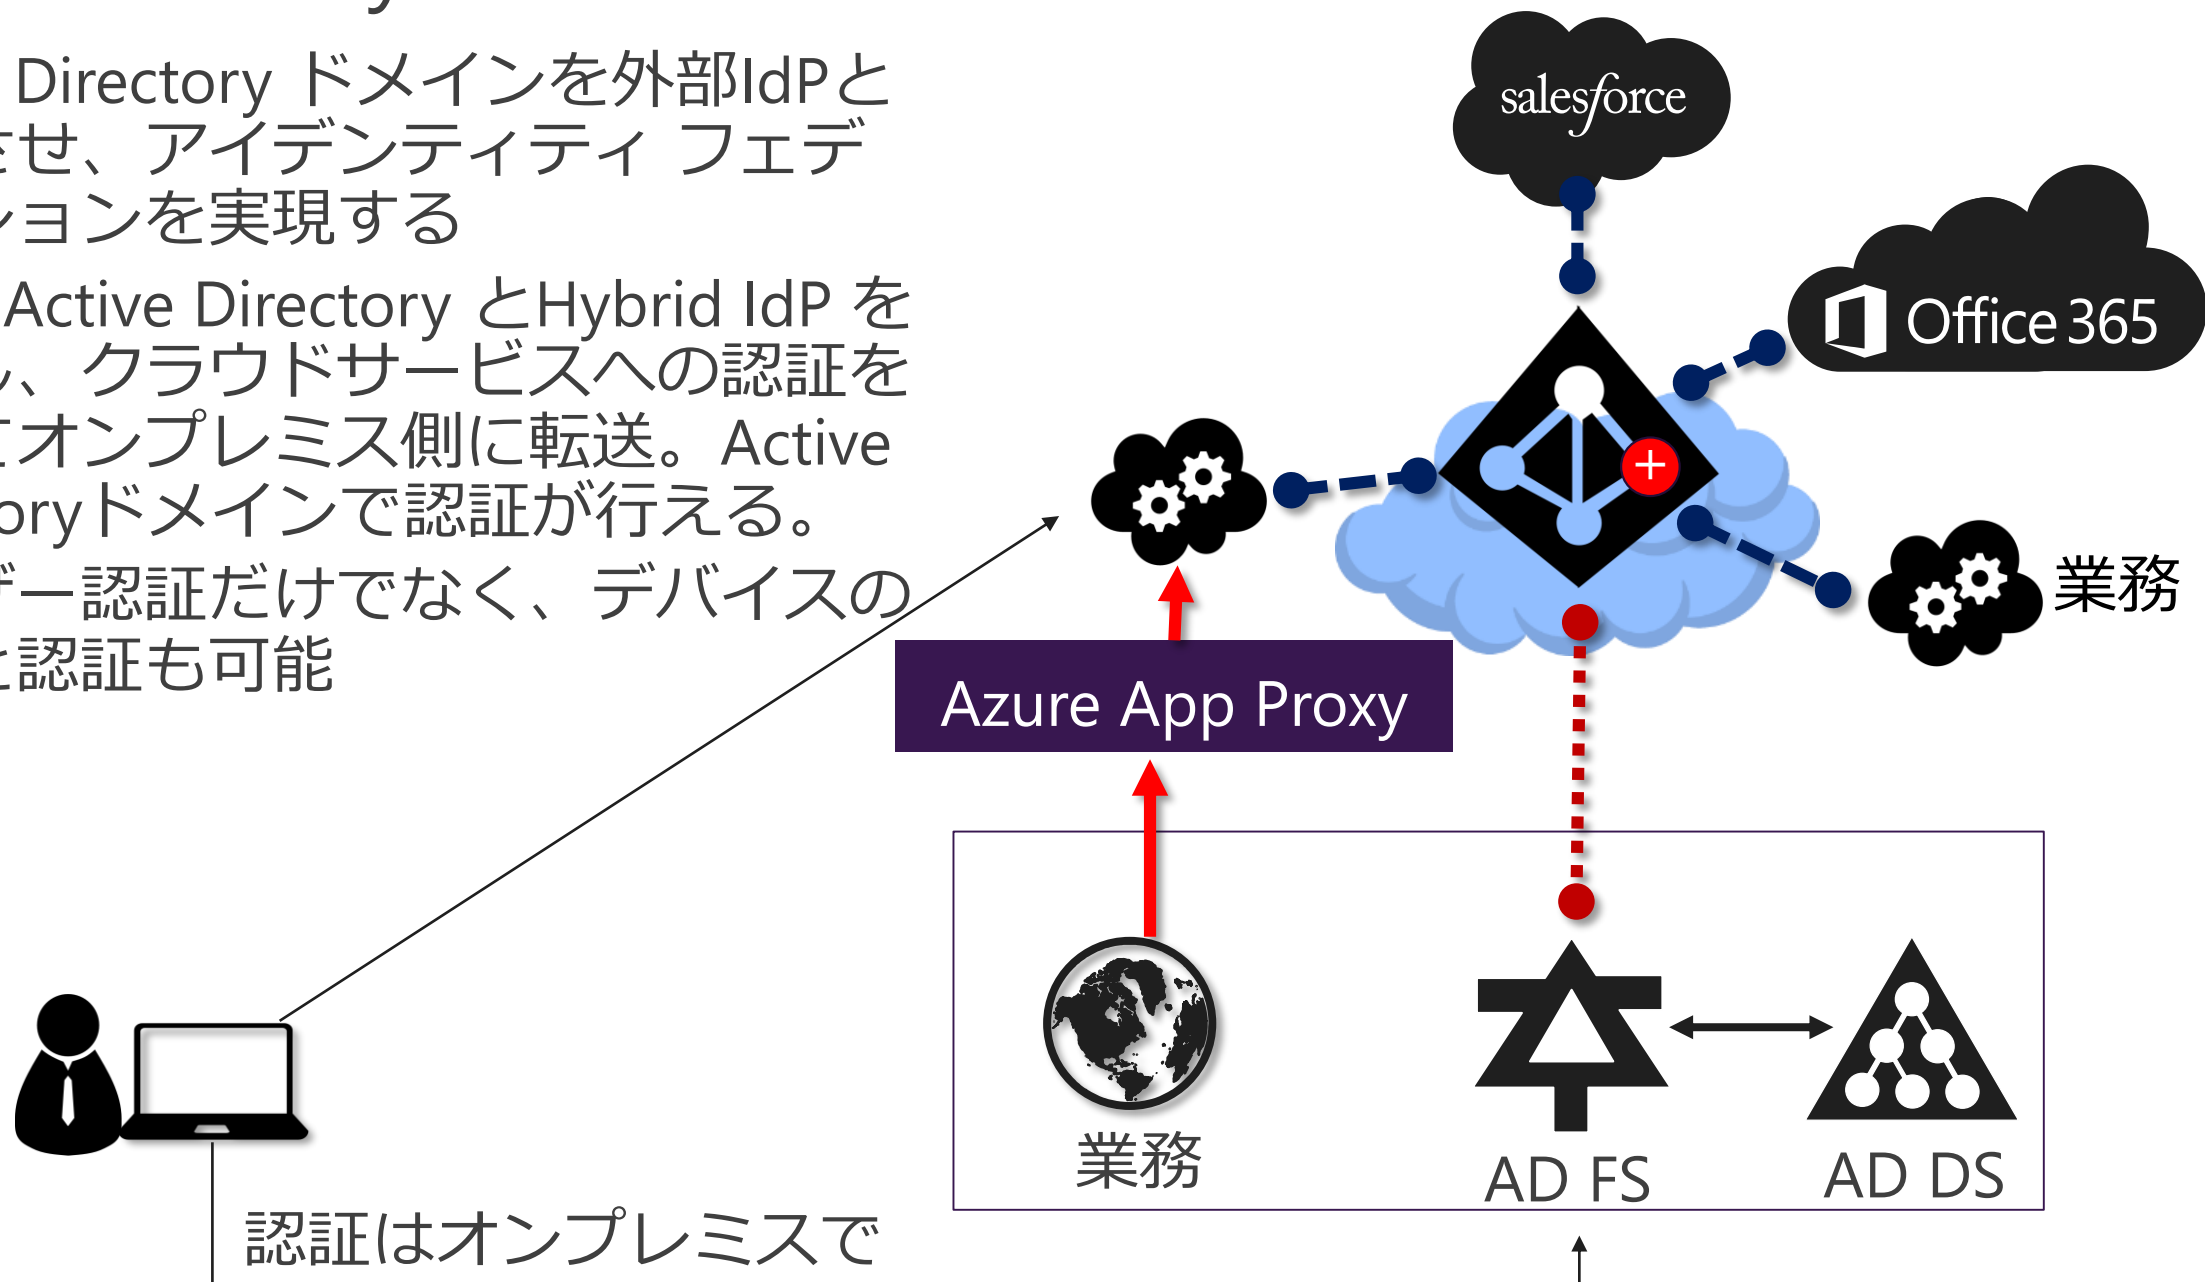 Directory ドメインを外部IdPと
させ、アイデンティティ フェデ
ションを実現する
Active Directory とHybrid IdP を
し、クラウドサービスへの認証を
てオンプレミス側に転送。Active
oryドメインで認証が行える。
ザー認証だけでなく、デバイスの
と認証も可能
salesforce
Office 365
業務
Azure App Proxy
業務
AD FS
AD DS
認証はオンプレミスで